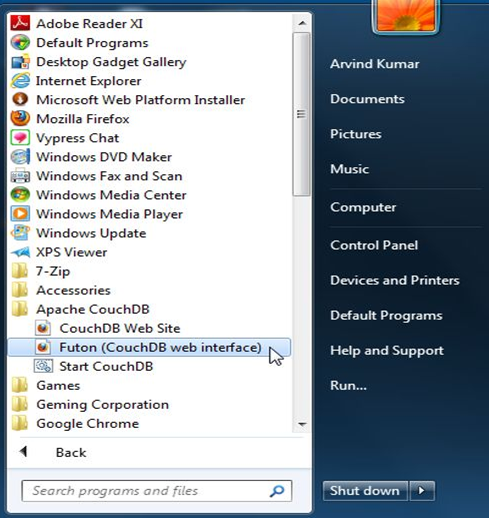 Adobe Reader XI
Default Programs
Desktop Gadget Gallery
Internet Explorer
Microsoft Web Platform Installer
Mozilla Firefox
Vypress Chat
Windows DVD Maker
Windows Fax and Scan
Windows Media Center
Windows Media Player
Windows Update
XPS Viewer
7-Zip
Accessories
Apache CouchDB
CouchDB Web Site
Futon (CouchDB web interface)
Start CouchDB
Games
Geming Corporation
Google Chrome
Back
Search programs and files
Arvind Kumar
Documents
Pictures
Music
Computer
Control Panel
Devices and Printers
Default Programs
Help and Support
Run...
Shut down